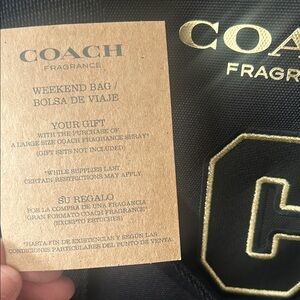 COACH
FRAGRANCE
WEEKEND BAG /
BOLSA DE VIAJE
YOUR GIFT
WITH THE PURCHASE OF
A LARGE SIZE COACH FRAGRANCE SPRAY*
(GIFT SETS NOT INCLUDED)
*WHILE SUPPLIES LAST
CERTAIN RESTRICTIONS MAY APPLY.
SU REGALO
POR LA COMPRA DE UNA FRAGANCIA
GRAN FORMATO COACH FRAGRANCE*
(EXCEPTO ESTUCHES)
*HASTA FIN DE EXISTENCIAS Y SEGÚN LAS
CONDICIONES PARTICULARES DEL PUNTO DE VENTA.
COA
FRAGR
C